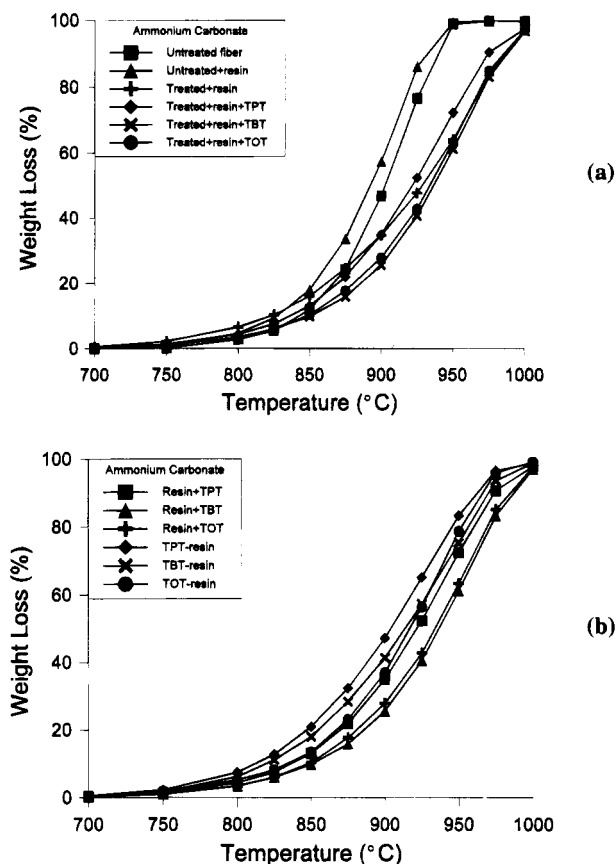 Ammonium Carbonate
Untreated fiber
Untreated+resin
Treated+resin
Treated+resin+TPT
Treated+resin+TBT
Treated+resin+TOT
Weight Loss (%)
100
80
60
40
20
0
700 750 800 850 900 950 1000
Temperature (°C)
(a)
Ammonium Carbonate
Resin+TPT
Resin+TBT
Resin+TOT
TPT-resin
TBT-resin
TOT-resin
Weight Loss (%)
100
80
60
40
20
0
700 750 800 850 900 950 1000
Temperature (°C)
(b)